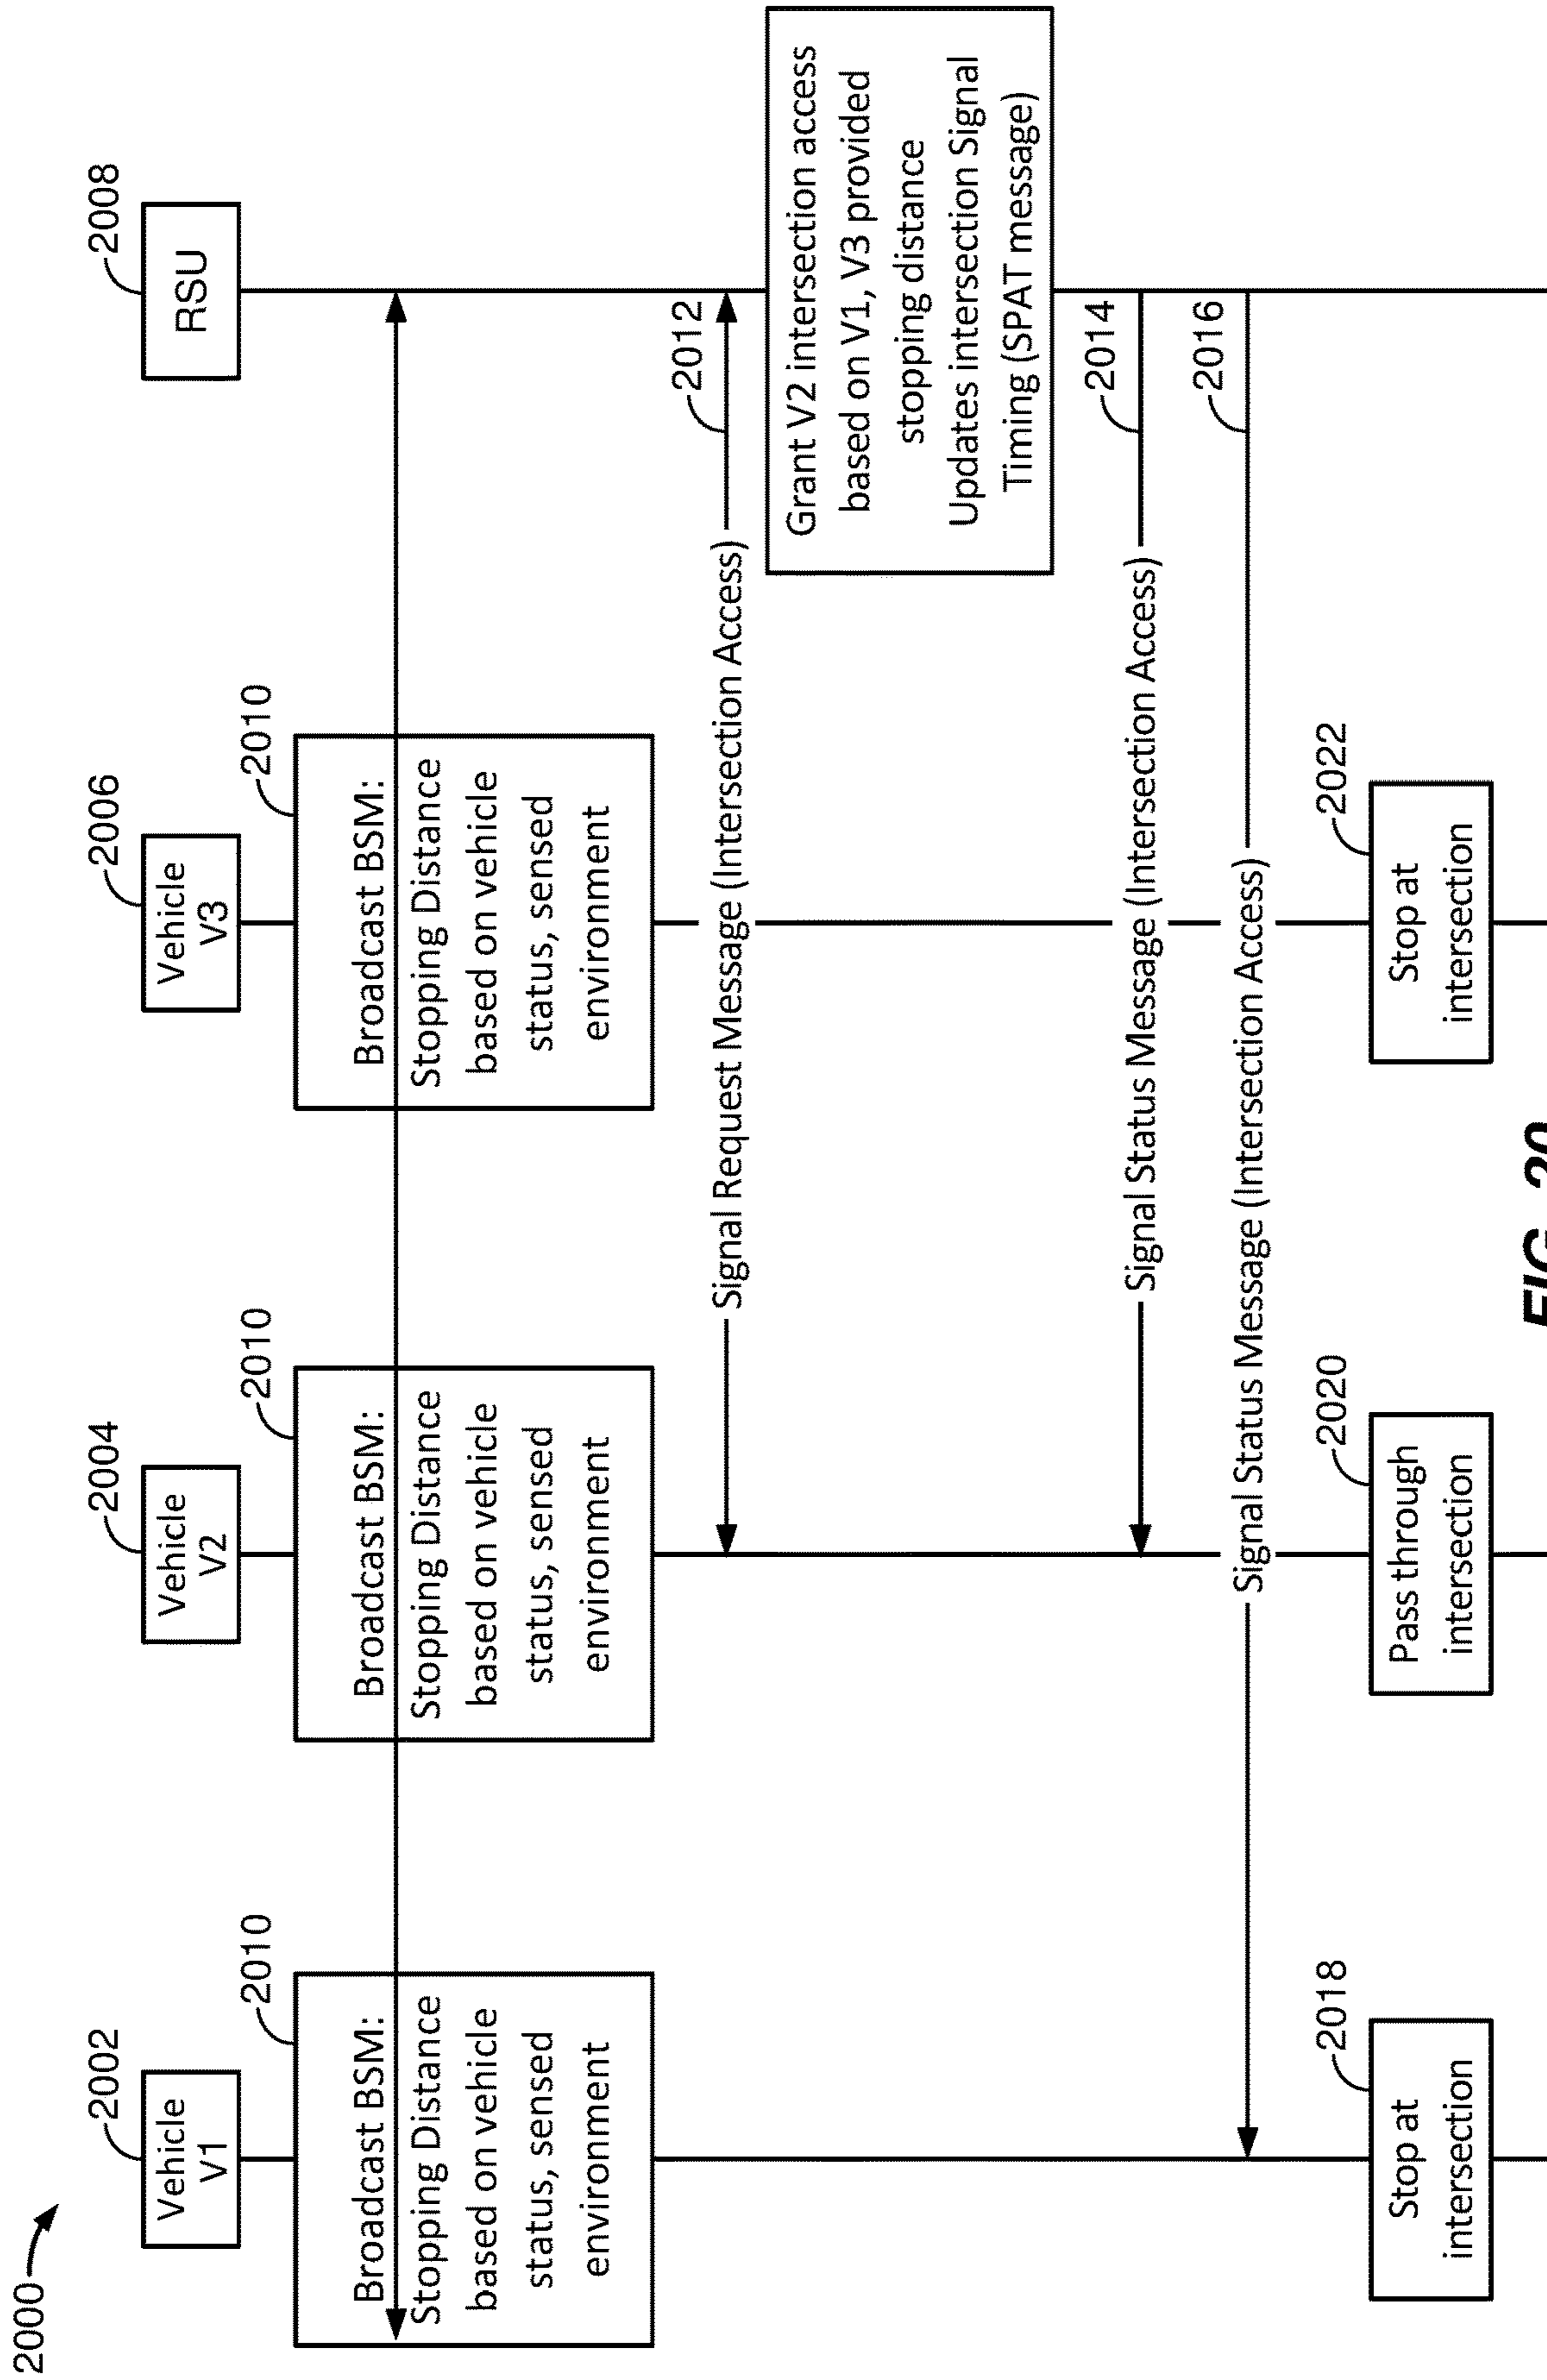 2000
2002
Vehicle
V1
2004
Vehicle
V2
2006
Vehicle
V3
2008
RSU
2010
Broadcast BSM:
Stopping Distance
based on vehicle
status, sensed
environment
2010
Broadcast BSM:
Stopping Distance
based on vehicle
status, sensed
environment
2010
Broadcast BSM:
Stopping Distance
based on vehicle
status, sensed
environment
Signal Request Message (Intersection Access)
2012
Grant V2 intersection access
based on V1, V3 provided
stopping distance
Updates intersection Signal
Timing (SPAT message)
Signal Status Message (Intersection Access)
2014
Signal Status Message (Intersection Access)
2016
2018
Stop at
intersection
2020
Pass through
intersection
2022
Stop at
intersection
FIG. 20